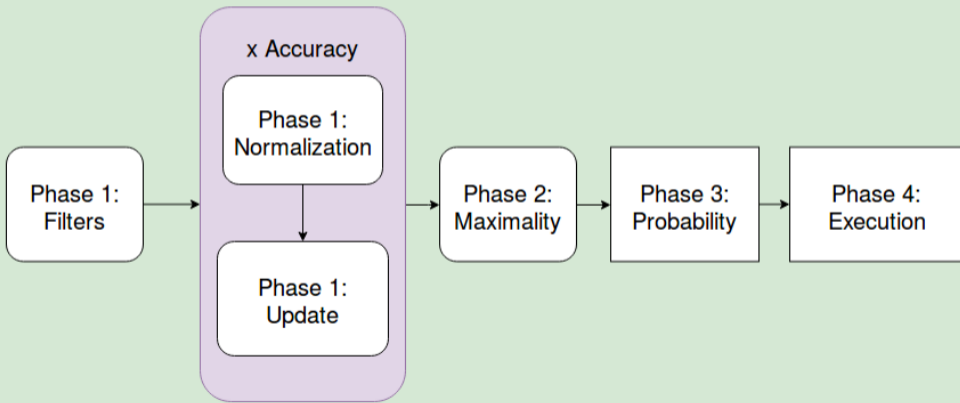 Phase 1:
Filters
x Accuracy
Phase 1:
Normalization
Phase 1:
Update
Phase 2:
Maximality
Phase 3:
Probability
Phase 4:
Execution